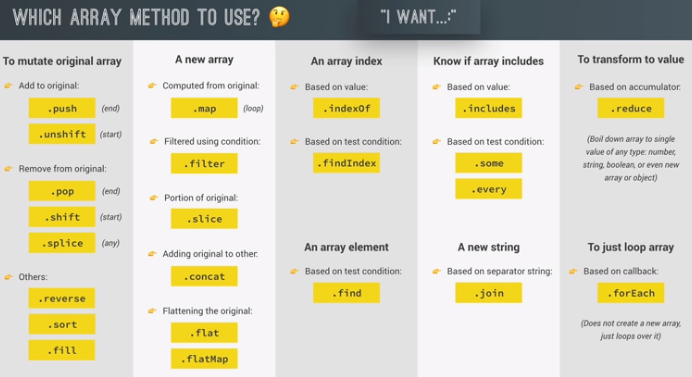 WHICH ARRAY METHOD TO USE? 🤔
"I WANT...:"
To mutate original array
👉 Add to original:
.push (end)
.unshift (start)
👉 Remove from original:
.pop (end)
.shift (start)
.splice (any)
👉 Others:
.reverse
.sort
.fill
A new array
👉 Computed from original:
.map (loop)
👉 Filtered using condition:
.filter
👉 Portion of original:
.slice
👉 Adding original to other:
.concat
👉 Flattening the original:
.flat
.flatMap
An array index
👉 Based on value:
.indexOf
👉 Based on test condition:
.findIndex
An array element
👉 Based on test condition:
.find
Know if array includes
👉 Based on value:
.includes
👉 Based on test condition:
.some
.every
A new string
👉 Based on separator string:
.join
To transform to value
👉 Based on accumulator:
.reduce
(Boil down array to single
value of any type: number,
string, boolean, or even new
array or object)
To just loop array
👉 Based on callback:
.forEach
(Does not create a new array,
just loops over it)